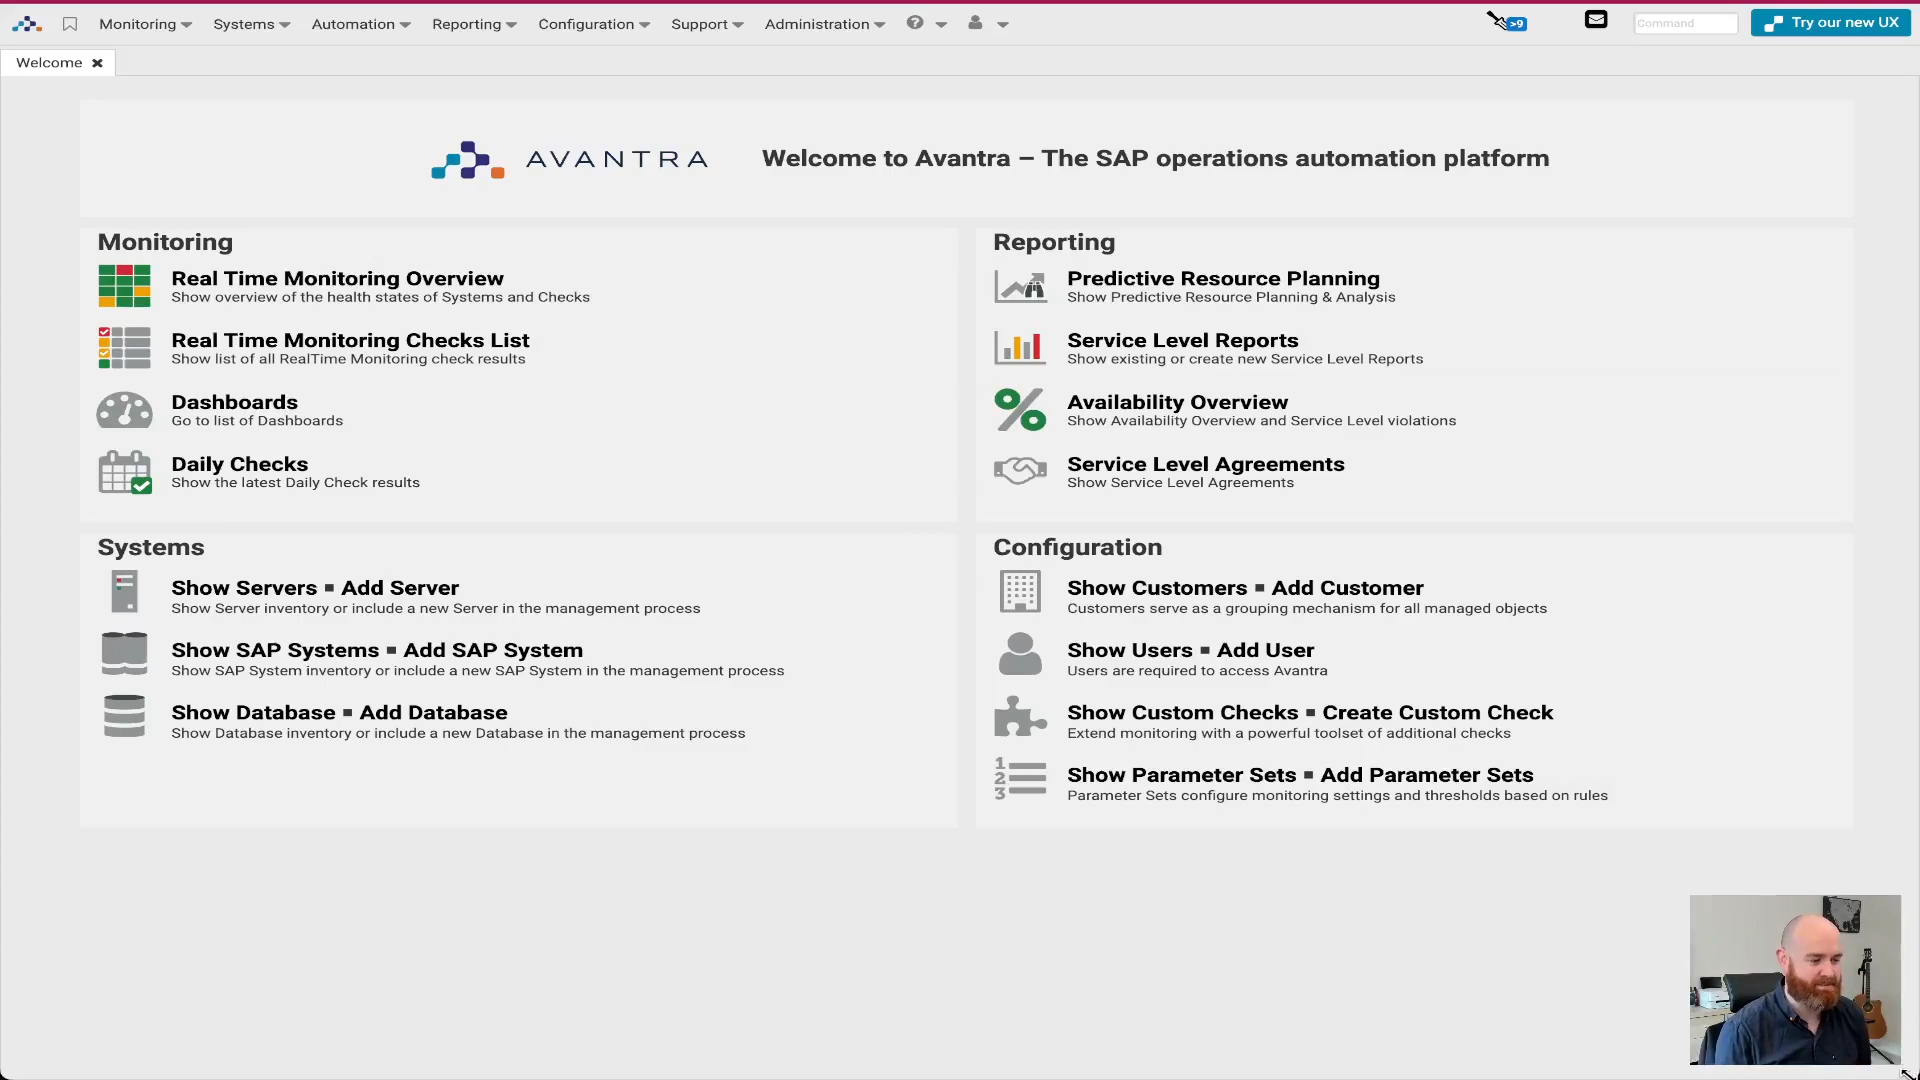 Monitoring Systems Automation Reporting Configuration Support Administration
>9
Command
Try our new UX
Welcome
AVANTRA
Welcome to Avantra – The SAP operations automation platform
Monitoring
Real Time Monitoring Overview
Show overview of the health states of Systems and Checks
Real Time Monitoring Checks List
Show list of all RealTime Monitoring check results
Dashboards
Go to list of Dashboards
Daily Checks
Show the latest Daily Check results
Reporting
Predictive Resource Planning
Show Predictive Resource Planning & Analysis
Service Level Reports
Show existing or create new Service Level Reports
Availability Overview
Show Availability Overview and Service Level violations
Service Level Agreements
Show Service Level Agreements
Systems
Show Servers ▪ Add Server
Show Server inventory or include a new Server in the management process
Show SAP Systems ▪ Add SAP System
Show SAP System inventory or include a new SAP System in the management process
Show Database ▪ Add Database
Show Database inventory or include a new Database in the management process
Configuration
Show Customers ▪ Add Customer
Customers serve as a grouping mechanism for all managed objects
Show Users ▪ Add User
Users are required to access Avantra
Show Custom Checks ▪ Create Custom Check
Extend monitoring with a powerful toolset of additional checks
1
2
3
Show Parameter Sets ▪ Add Parameter Sets
Parameter Sets configure monitoring settings and thresholds based on rules